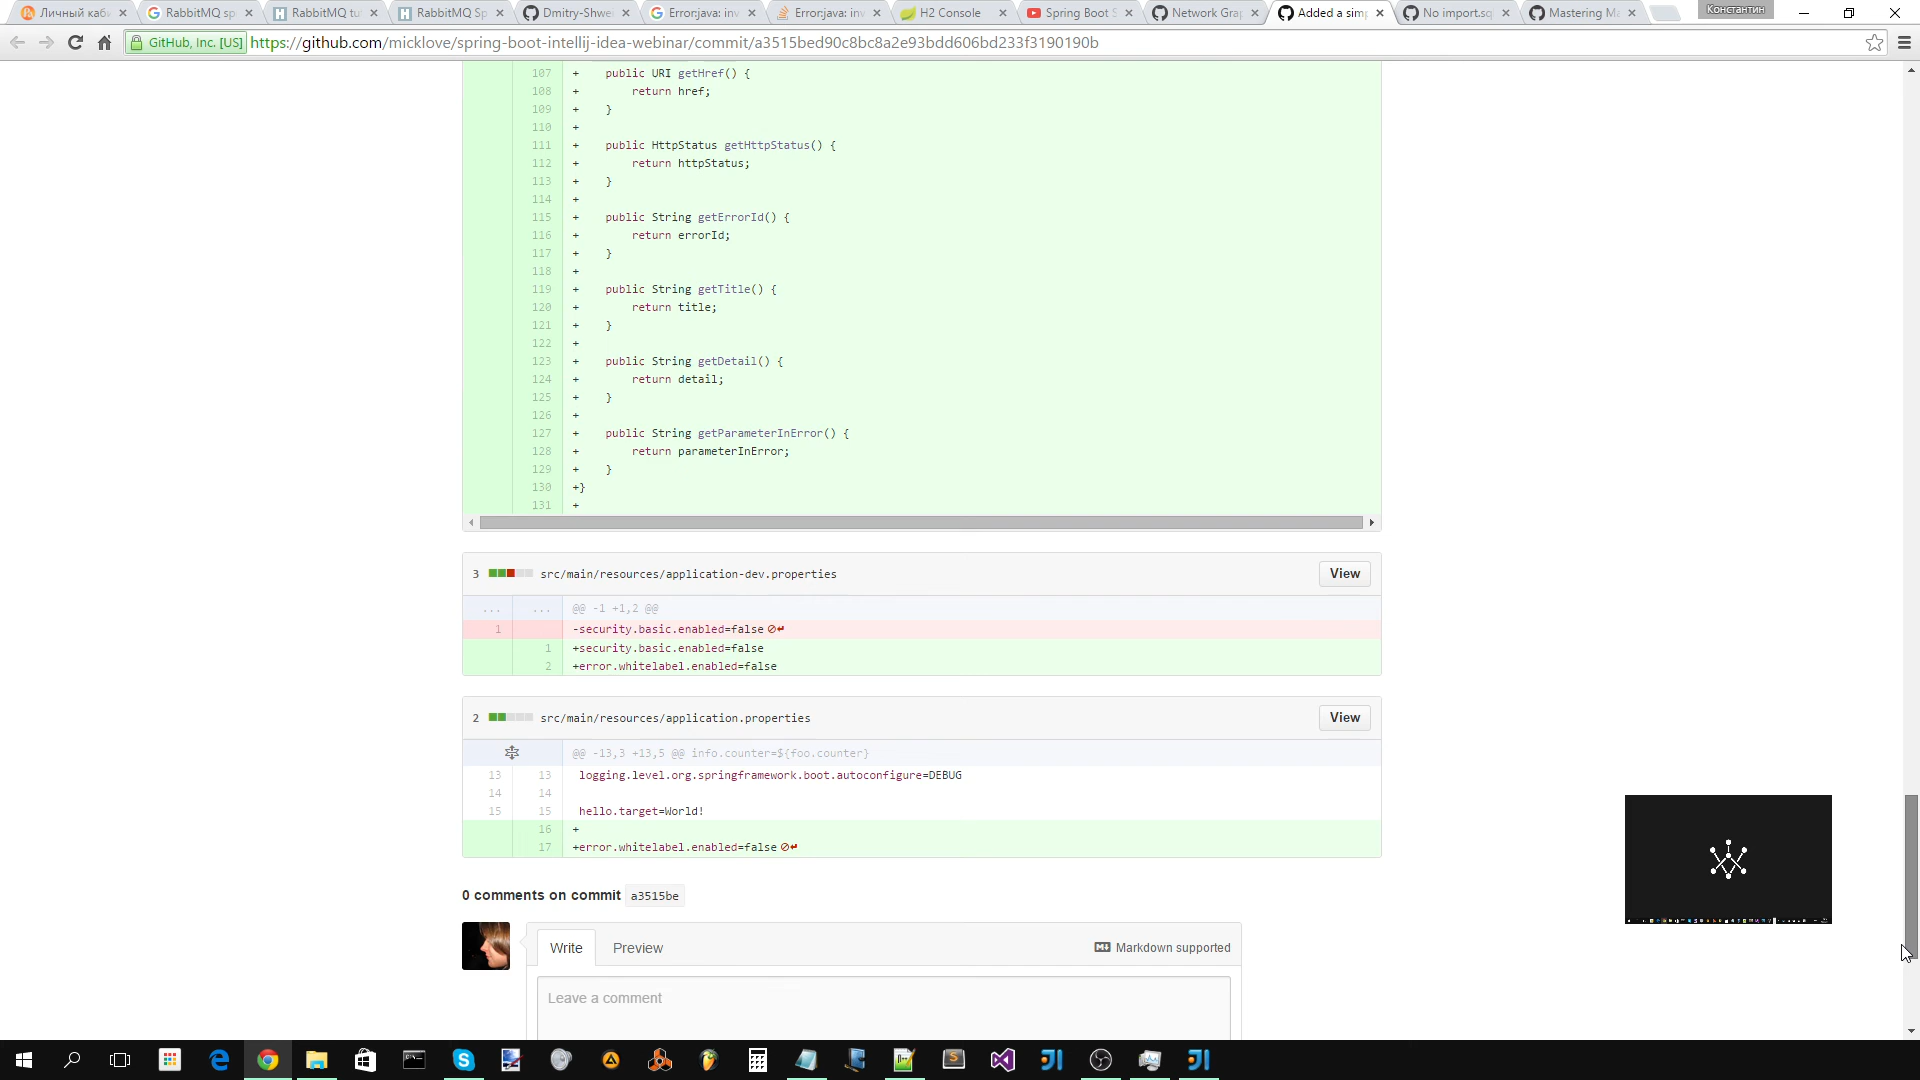 Личный каб
RabbitMQ sp
RabbitMQ tu
RabbitMQ Sp
Dmitry-Shwe
Error:java: inv
Error:java: inv
H2 Console
Spring Boot S
Network Grap
Added a simp
No import.sq
Mastering Ma
Константин
GitHub, Inc. [US] https://github.com/micklove/spring-boot-intellij-idea-webinar/commit/a3515bed90c8bc8a2e93bdd606bd233f3190190b
107 + public URI getHref() {
108 + return href;
109 + }
110 +
111 + public HttpStatus getHttpStatus() {
112 + return httpStatus;
113 + }
114 +
115 + public String getErrorId() {
116 + return errorId;
117 + }
118 +
119 + public String getTitle() {
120 + return title;
121 + }
122 +
123 + public String getDetail() {
124 + return detail;
125 + }
126 +
127 + public String getParameterInError() {
128 + return parameterInError;
129 + }
130 +}
131 +
3 src/main/resources/application-dev.properties View
... ... @@ -1 +1,2 @@
1 -security.basic.enabled=false
1 +security.basic.enabled=false
2 +error.whitelabel.enabled=false
2 src/main/resources/application.properties View
@@ -13,3 +13,5 @@ info.counter=${foo.counter}
13 13 logging.level.org.springframework.boot.autoconfigure=DEBUG
14 14
15 15 hello.target=World!
16 +
17 +error.whitelabel.enabled=false
0 comments on commit a3515be
Write Preview Markdown supported
Leave a comment